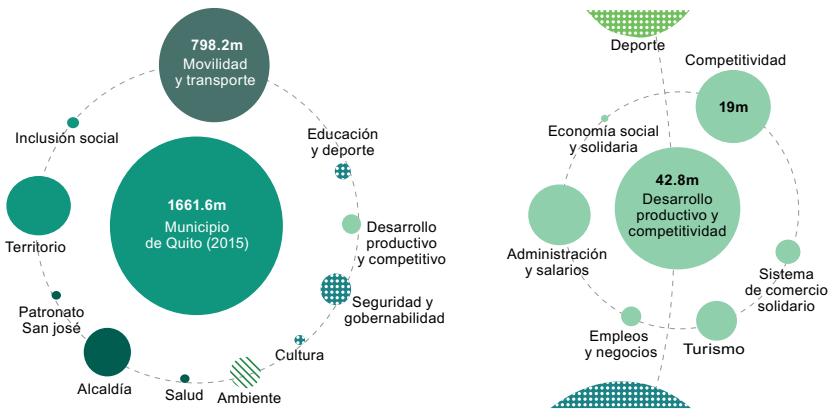 798.2m
Movilidad
y transporte
Inclusión social
Educación
y deporte
1661.6m
Municipio
de Quito (2015)
Territorio
Desarrollo
productivo
y competitivo
Patronato
San josé
Seguridad y
gobernabilidad
Cultura
Alcaldía
Salud
Ambiente
Deporte
Competitividad
19m
Economía social
y solidaria
42.8m
Desarrollo
productivo y
competitividad
Administración
y salarios
Sistema
de comercio
solidario
Empleos
y negocios
Turismo